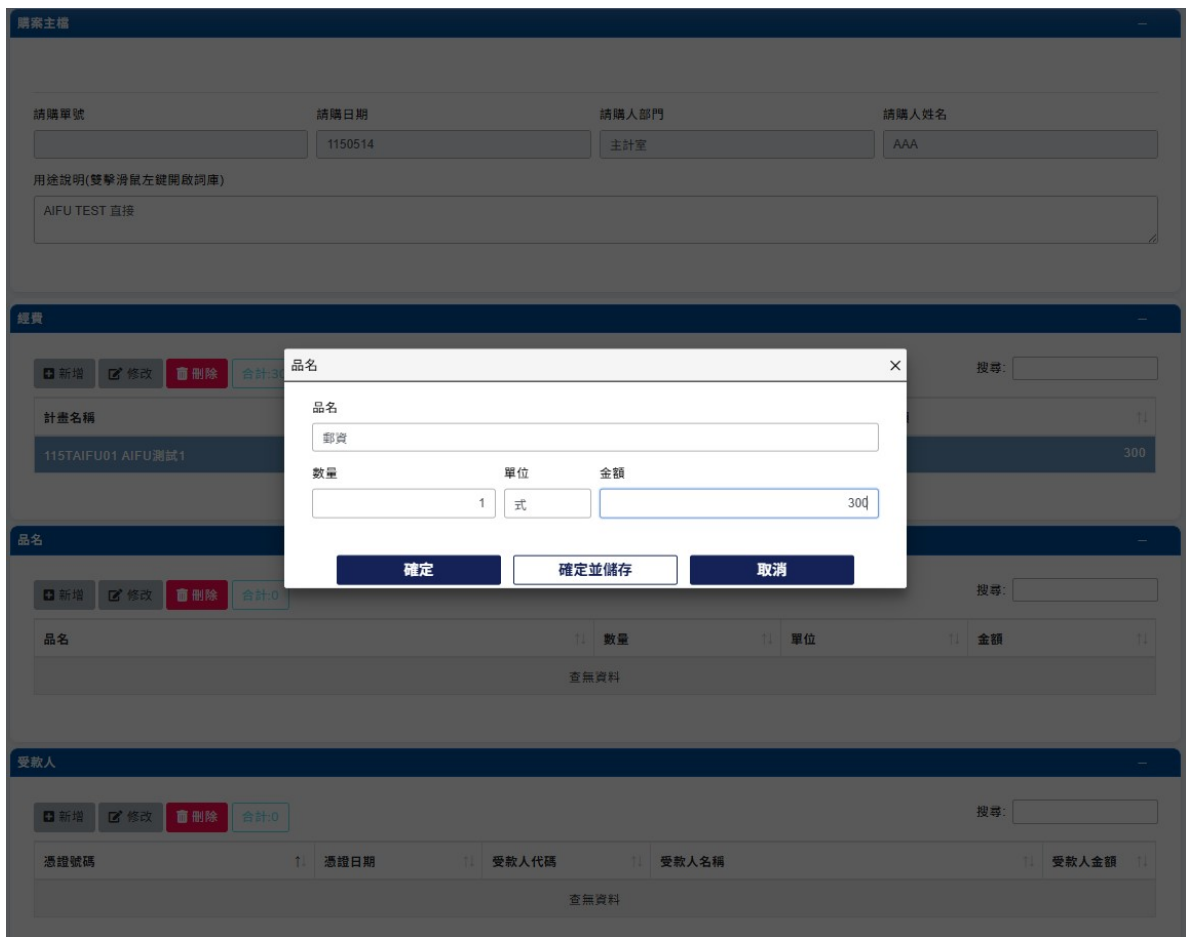 購案主檔
請購單號 請購日期 請購人部門 請購人姓名
1150514 主計室 AAA
用途說明(雙擊滑鼠左鍵開啟詞庫)
AIFU TEST 直接
經費
新增 修改 刪除 合計:30 搜尋:
計畫名稱
115TAIFU01 AIFU測試1 300
品名
品名
郵資
數量 單位 金額
1 式 300
確定 確定並儲存 取消
品名
新增 修改 刪除 合計:0 搜尋:
品名 數量 單位 金額
查無資料
受款人
新增 修改 刪除 合計:0 搜尋:
憑證號碼 憑證日期 受款人代碼 受款人名稱 受款人金額
查無資料